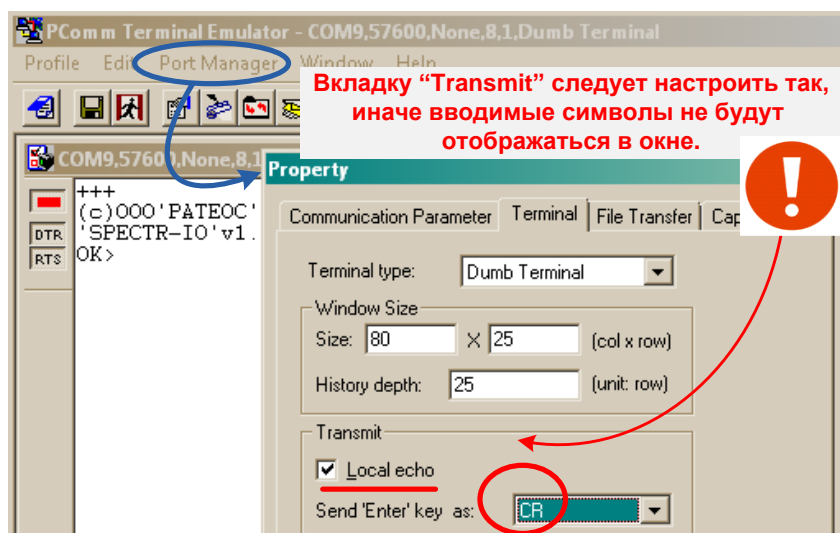 PComm Terminal Emulator - COM9,57600,None,8,1,Dumb Terminal
Profile Edit Port Manager Window Help
Вкладку “Transmit” следует настроить так,
иначе вводимые символы не будут
отображаться в окне.
COM9,57600,None,8,1
DTR
RTS
+++
(c)OOO'PATEOC'
'SPECTR-IO'v1.
OK>
Property
Communication Parameter Terminal File Transfer Cap
Terminal type: Dumb Terminal
Window Size
Size: 80 X 25 (col x row)
History depth: 25 (unit: row)
Transmit
Local echo
Send 'Enter' key as: CR